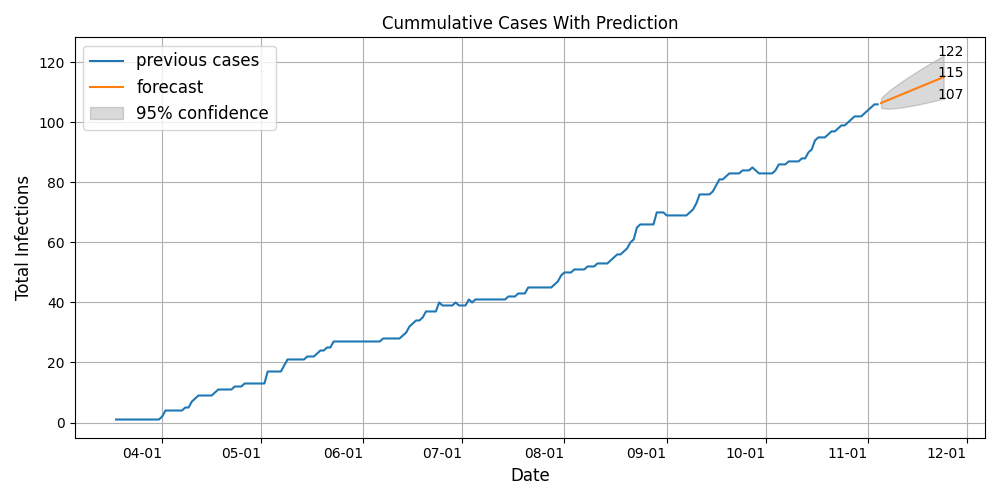 Cummulative Cases With Prediction
previous cases
forecast
95% confidence
122
115
107
Total Infections
120
100
80
60
40
20
0
04-01 05-01 06-01 07-01 08-01 09-01 10-01 11-01 12-01
Date